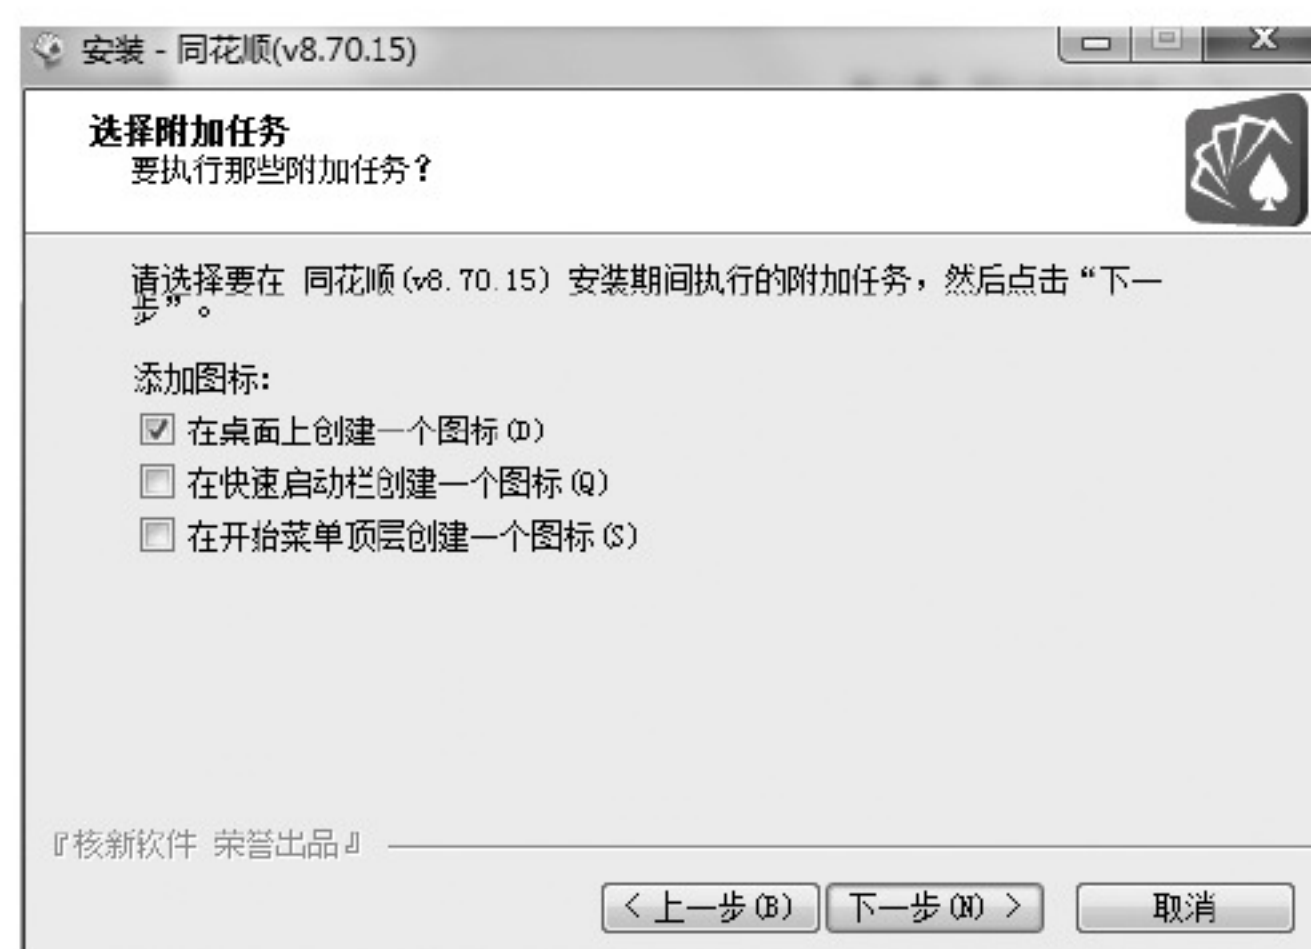 安装 - 同花顺(v8.70.15)
选择附加任务
要执行那些附加任务？
请选择要在 同花顺(v8.70.15) 安装期间执行的附加任务，然后点击“下一
步”。
添加图标:
在桌面上创建一个图标(D)
在快速启动栏创建一个图标(Q)
在开始菜单顶层创建一个图标(S)
『核新软件 荣誉出品』
< 上一步(B) 下一步(N) > 取消